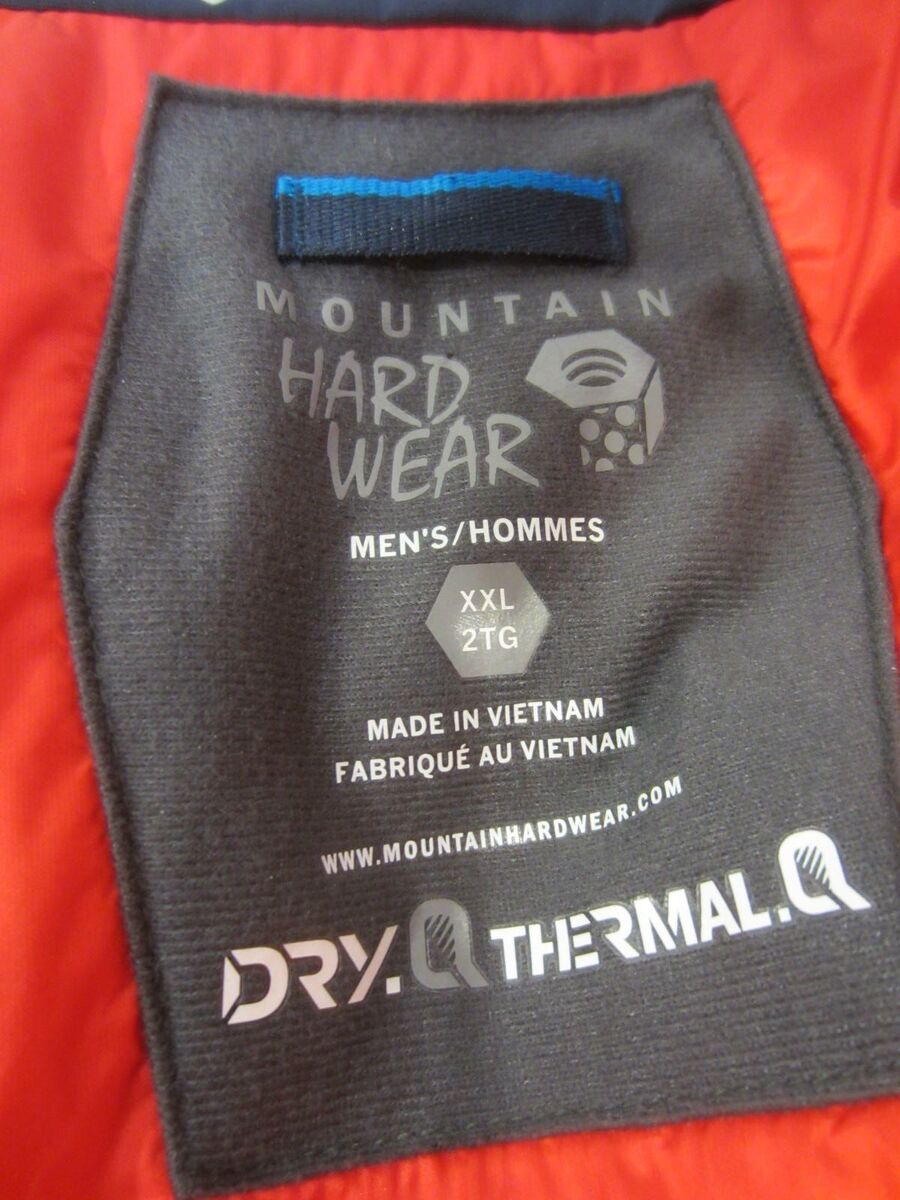 MOUNTAIN
HARD
WEAR
MEN'S/HOMMES
XXL
2TG
MADE IN VIETNAM
FABRIQUÉ AU VIETNAM
WWW.MOUNTAINHARDWEAR.COM
DRY.Q THERMAL.Q